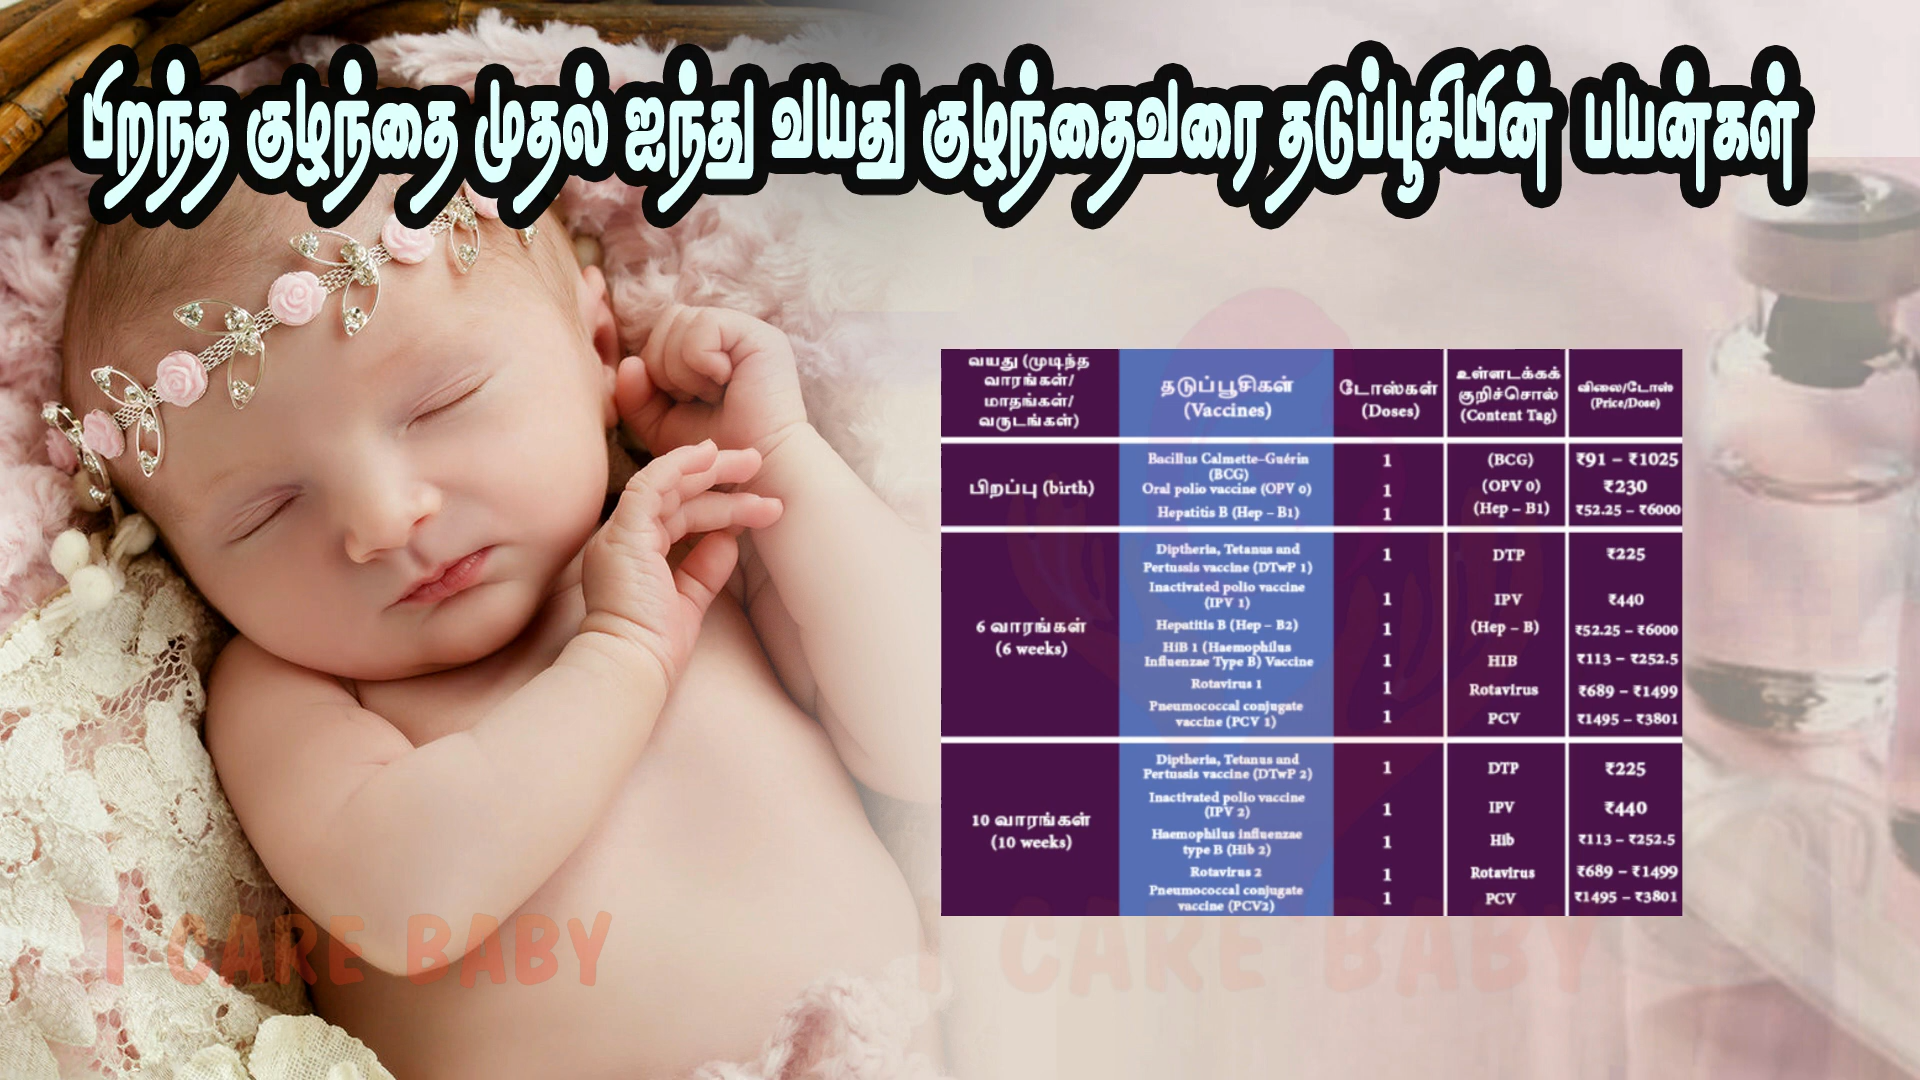 பிறந்த குழந்தை முதல் ஐந்து வயது குழந்தைவரை தடுப்பூசியின் பயன்கள்
வயது (முடிந்த
வாரங்கள்/
மாதங்கள்/
வருடங்கள்)
தடுப்பூசிகள்
(Vaccines)
டோஸ்கள்
(Doses)
உள்ளடக்கக்
குறிச்சொல்
(Content Tag)
விலை/டோஸ்
(Price/Dose)
பிறப்பு (birth)
Bacillus Calmette–Guérin
(BCG)
1
(BCG)
₹91 – ₹1025
Oral polio vaccine (OPV 0)
1
(OPV 0)
₹230
Hepatitis B (Hep – B1)
1
(Hep – B1)
₹52.25 – ₹6000
6 வாரங்கள்
(6 weeks)
Diptheria, Tetanus and
Pertussis vaccine (DTwP 1)
1
DTP
₹225
Inactivated polio vaccine
(IPV 1)
1
IPV
₹440
Hepatitis B (Hep – B2)
1
(Hep – B)
₹52.25 – ₹6000
HiB 1 (Haemophilus
Influenzae Type B) Vaccine
1
HIB
₹113 – ₹252.5
Rotavirus 1
1
Rotavirus
₹689 – ₹1499
Pneumococcal conjugate
vaccine (PCV 1)
1
PCV
₹1495 – ₹3801
10 வாரங்கள்
(10 weeks)
Diptheria, Tetanus and
Pertussis vaccine (DTwP 2)
1
DTP
₹225
Inactivated polio vaccine
(IPV 2)
1
IPV
₹440
Haemophilus influenzae
type B (Hib 2)
1
Hib
₹113 – ₹252.5
Rotavirus 2
1
Rotavirus
₹689 – ₹1499
Pneumococcal conjugate
vaccine (PCV2)
1
PCV
₹1495 – ₹3801
I CARE BABY
I CARE BABY